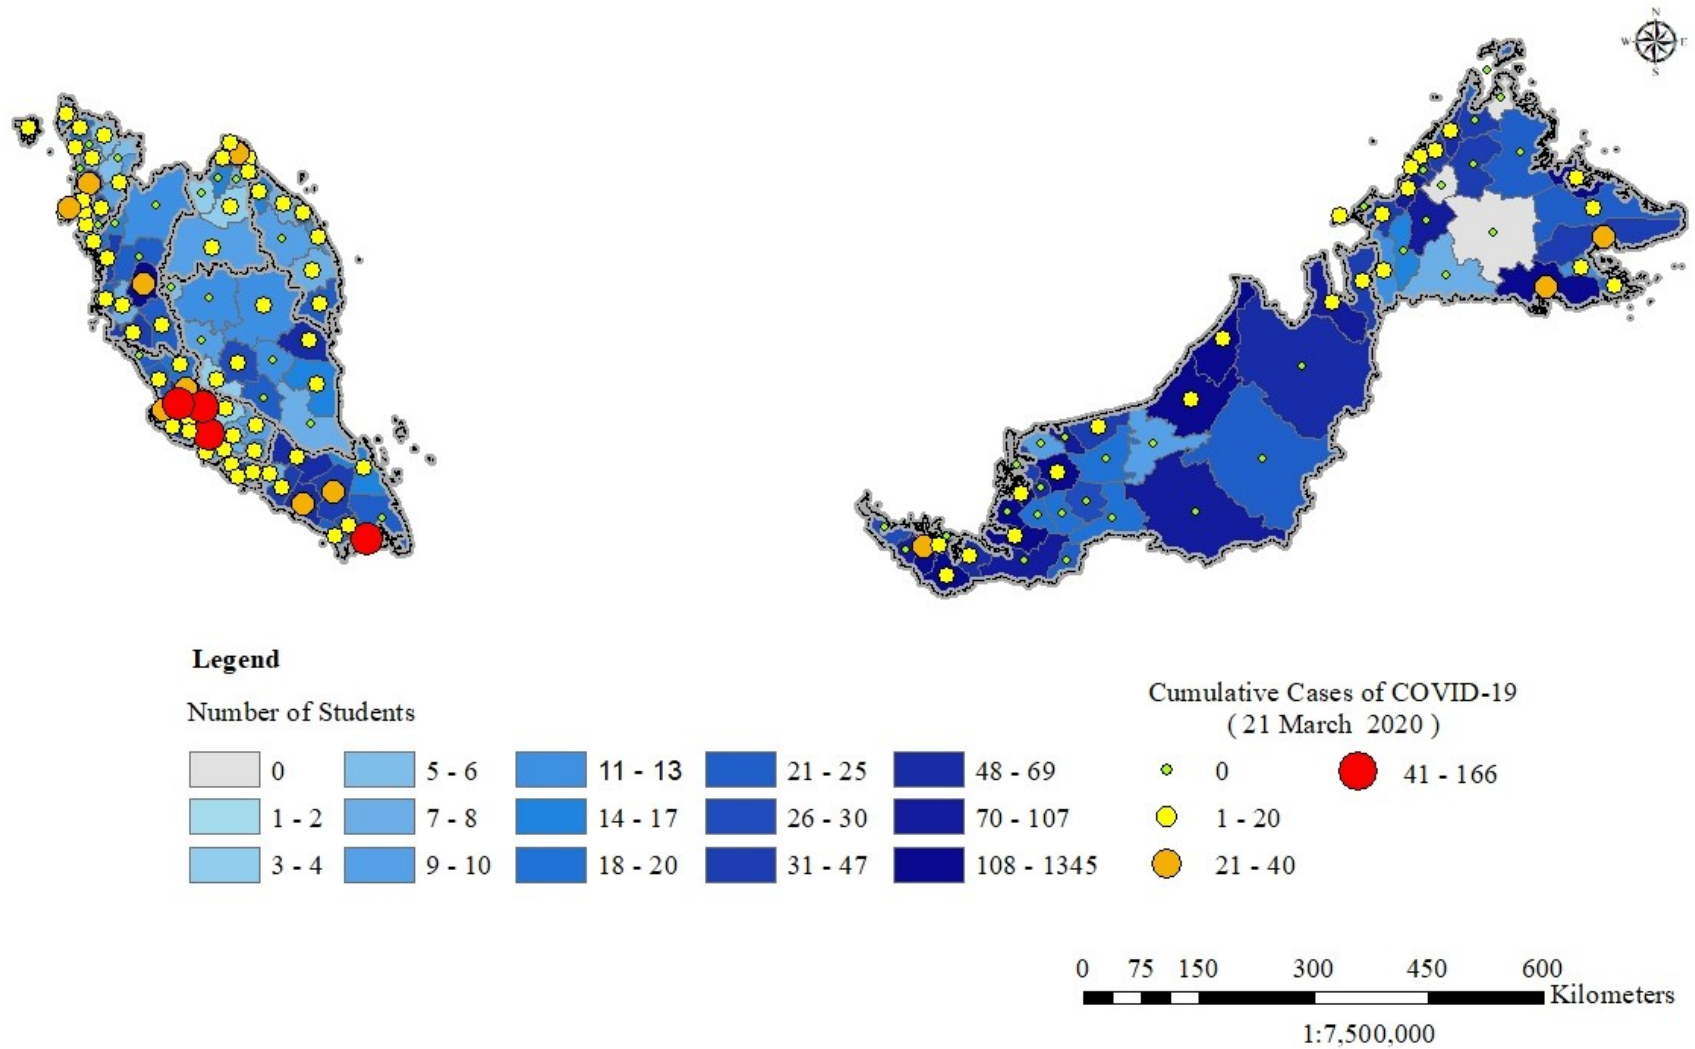 N
W E
S
Legend
Number of Students
Cumulative Cases of COVID-19
( 21 March 2020 )
0 5 - 6 11 - 13 21 - 25 48 - 69 0 41 - 166
1 - 2 7 - 8 14 - 17 26 - 30 70 - 107 1 - 20
3 - 4 9 - 10 18 - 20 31 - 47 108 - 1345 21 - 40
0 75 150 300 450 600
Kilometers
1:7,500,000